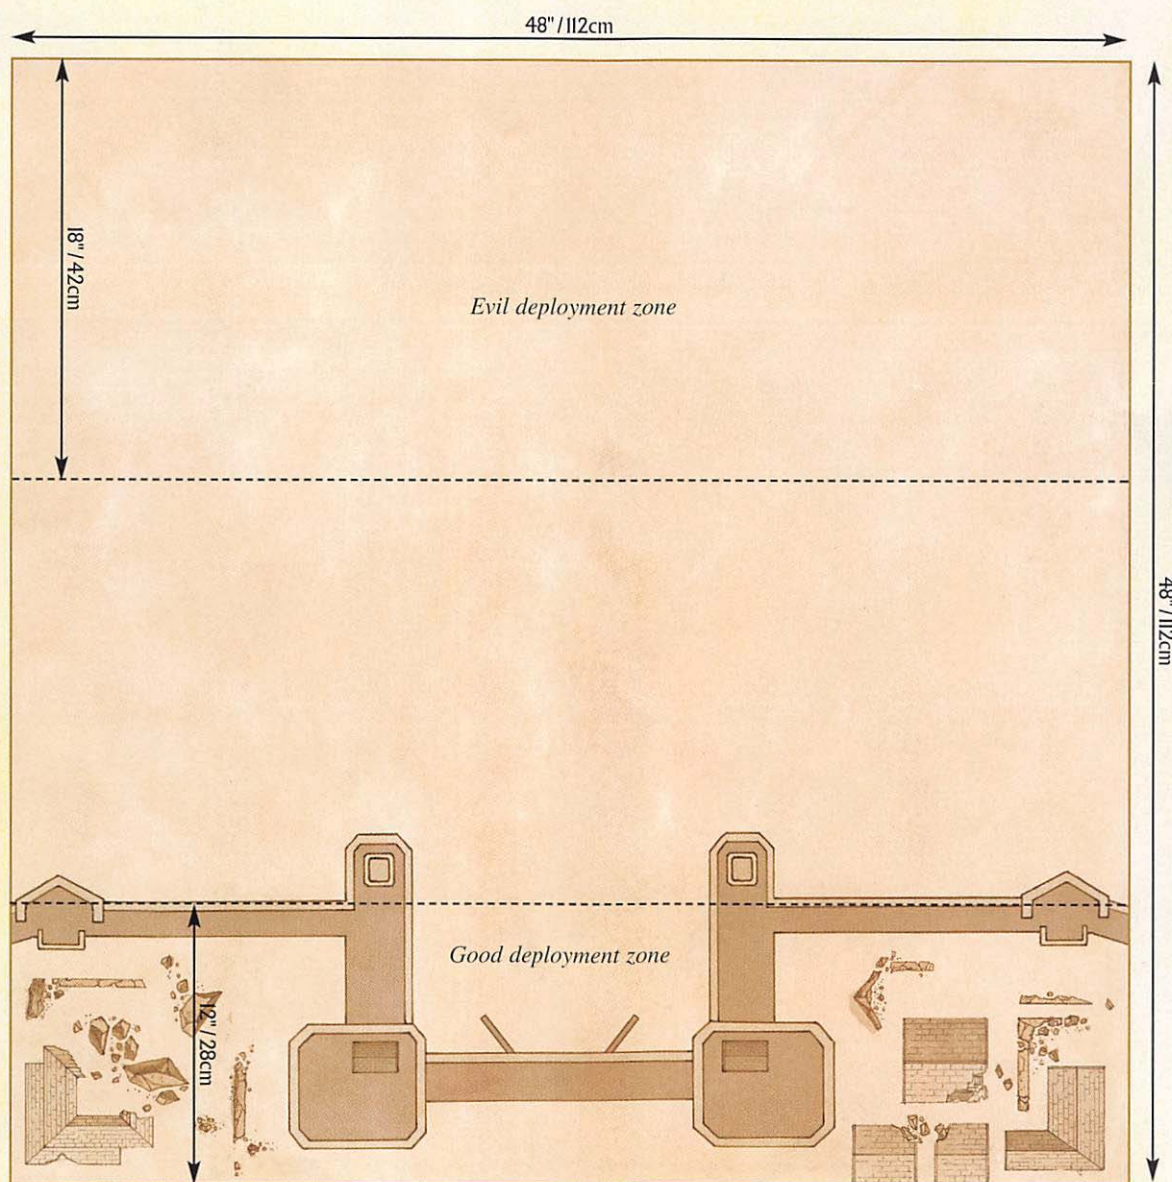 48"/112cm
18"/42cm
Evil deployment zone
48"/112cm
Good deployment zone
12"/28cm